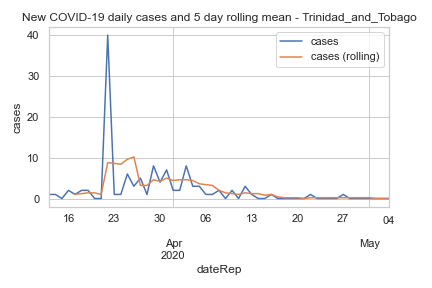 New COVID-19 daily cases and 5 day rolling mean - Trinidad_and_Tobago
cases
cases (rolling)
40
30
20
10
0
cases
16
23
30
06
13
20
27
04
Apr
2020
May
dateRep